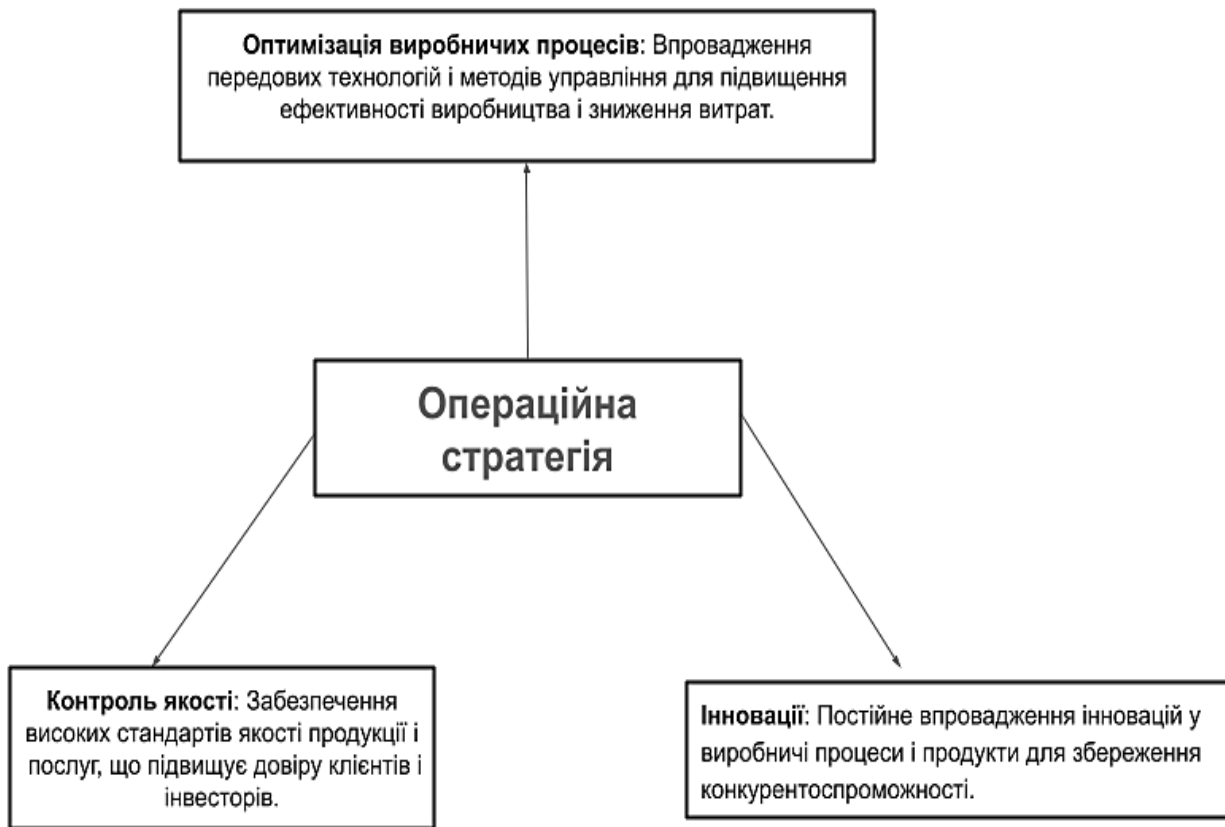 Оптимізація виробничих процесів: Впровадження
передових технологій і методів управління для підвищення
ефективності виробництва і зниження витрат.
Операційна
стратегія
Контроль якості: Забезпечення
високих стандартів якості продукції і
послуг, що підвищує довіру клієнтів і
інвесторів.
Інновації: Постійне впровадження інновацій у
виробничі процеси і продукти для збереження
конкурентоспроможності.